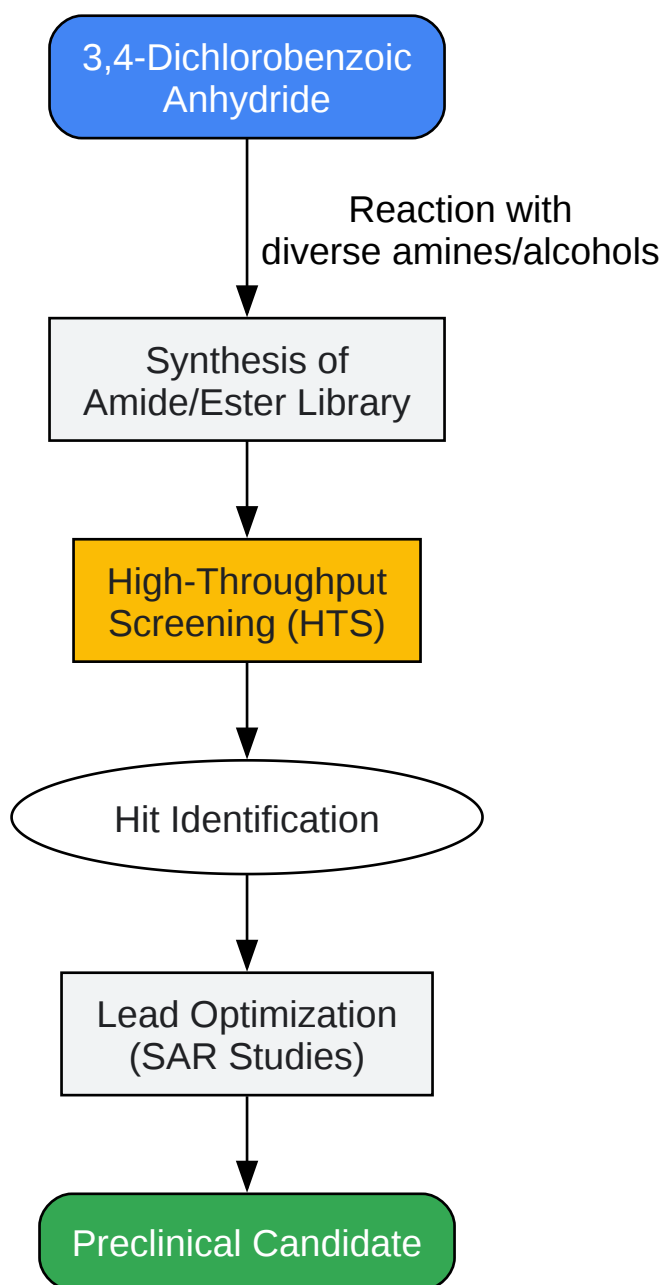 3,4-Dichlorobenzoic
Anhydride
Reaction with
diverse amines/alcohols
Synthesis of
Amide/Ester Library
High-Throughput
Screening (HTS)
Hit Identification
Lead Optimization
(SAR Studies)
Preclinical Candidate